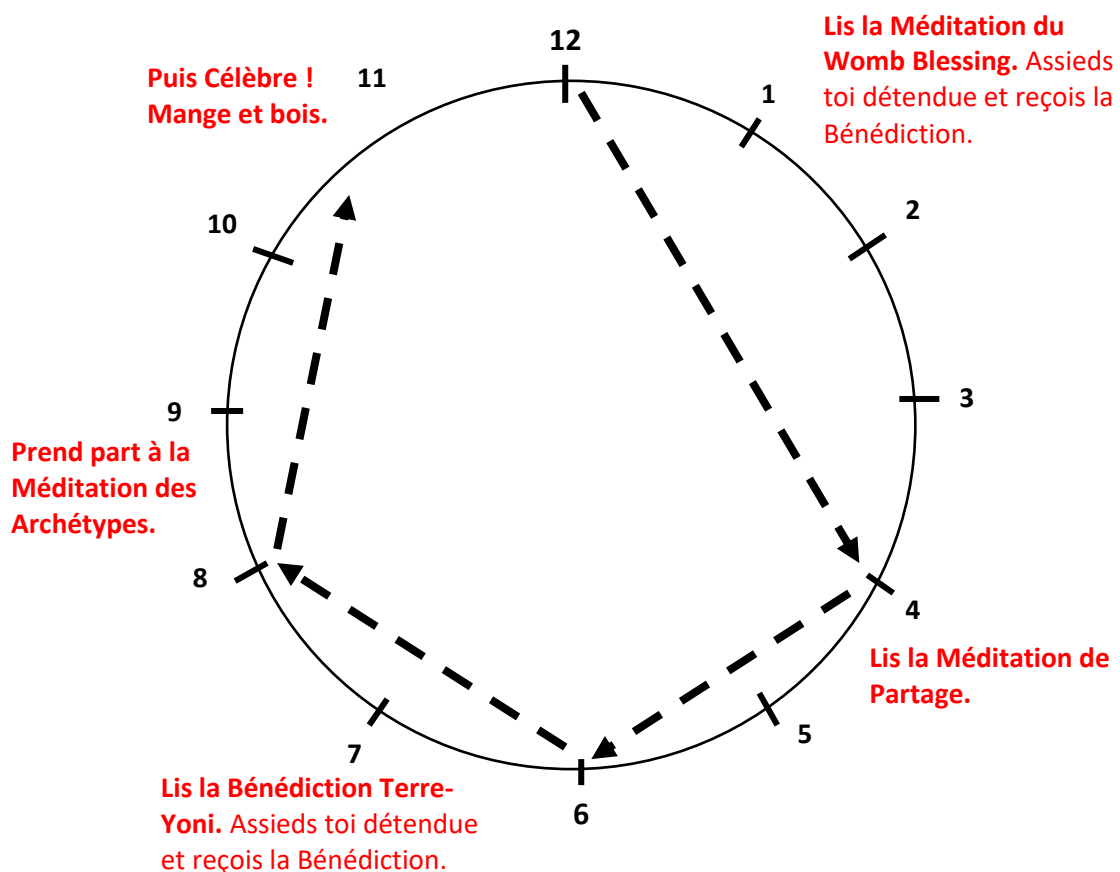 12
Lis la Méditation du
Womb Blessing. Assieds
toi détendue et reçois la
Bénédiction.
Puis Célèbre !
Mange et bois.
11
1
2
10
3
9
Prend part à la
Méditation des
Archétypes.
8
4
Lis la Méditation de
Partage.
5
7
6
Lis la Bénédiction Terre-
Yoni. Assieds toi détendue
et reçois la Bénédiction.